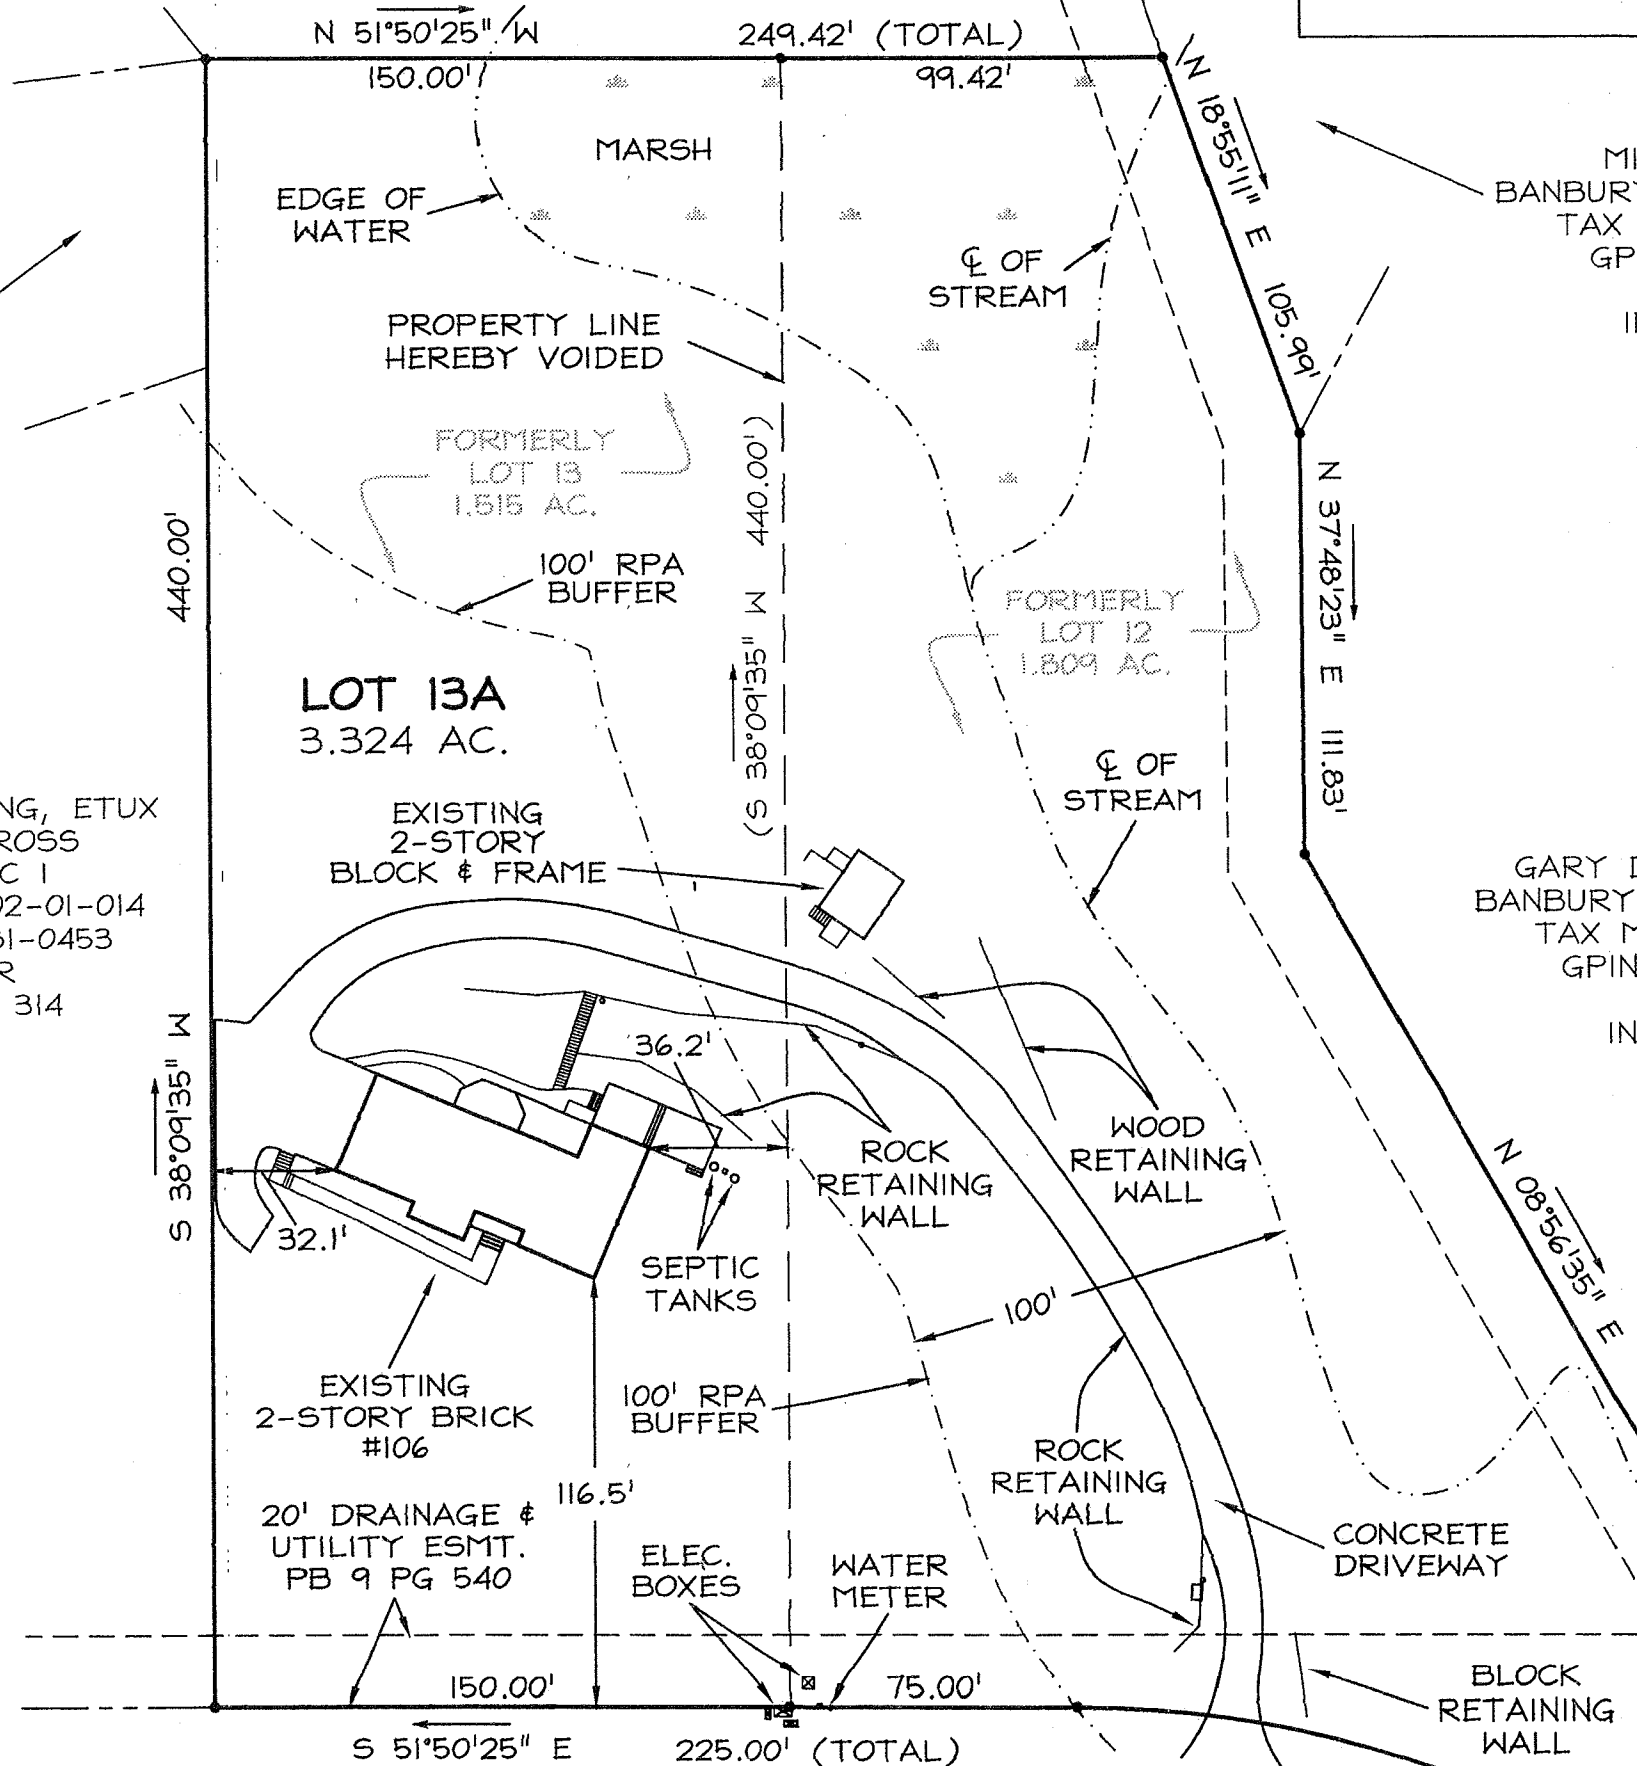 N 51°50'25" W
249.42' (TOTAL)
150.00'
99.42'
N 18°55'11" E 105.99'
MARSH
EDGE OF
WATER
℄ OF
STREAM
BANBURY
TAX
PROPERTY LINE
HEREBY VOIDED
FORMERLY
LOT 13
1.515 AC.
(S 38°09'35" W 440.00')
N 37°48'23" E 111.83'
440.00'
100' RPA
BUFFER
FORMERLY
LOT 12
1.809 AC.
LOT 13A
3.324 AC.
℄ OF
STREAM
NG, ETUX
ROSS
C 1
02-01-014
31-0453
R
314
EXISTING
2-STORY
BLOCK & FRAME
GARY
BANBURY
TAX
GPIN
IN
S 38°09'35" W
36.2'
ROCK
RETAINING
WALL
WOOD
RETAINING
WALL
N 08°56'35" E
32.1'
SEPTIC
TANKS
100'
EXISTING
2-STORY BRICK
#106
100' RPA
BUFFER
ROCK
RETAINING
WALL
116.5'
20' DRAINAGE &
UTILITY ESMT.
PB 9 PG 540
ELEC.
BOXES
WATER
METER
CONCRETE
DRIVEWAY
150.00'
75.00'
BLOCK
RETAINING
WALL
S 51°50'25" E
225.00' (TOTAL)